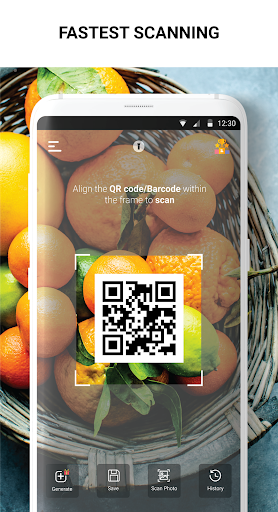 FASTEST SCANNING
12:30
Align the QR code/Barcode within
the frame to scan
Generate
Save
Scan Photo
History